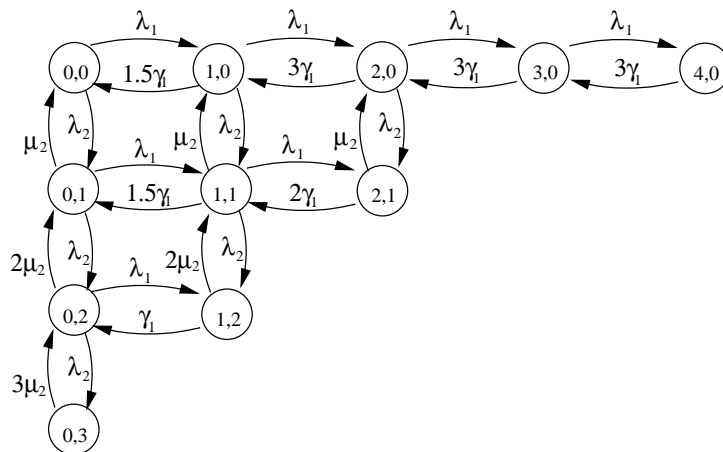 λ₁ λ₁ λ₁ λ₁
0,0 1.5γ₁ 1,0 3γ₁ 2,0 3γ₁ 3,0 3γ₁ 4,0
μ₂ λ₂ μ₂ λ₂ μ₂ λ₂
λ₁ λ₁
0,1 1.5γ₁ 1,1 2γ₁ 2,1
2μ₂ λ₂ 2μ₂ λ₂
λ₁
0,2 γ₁ 1,2
3μ₂ λ₂
0,3